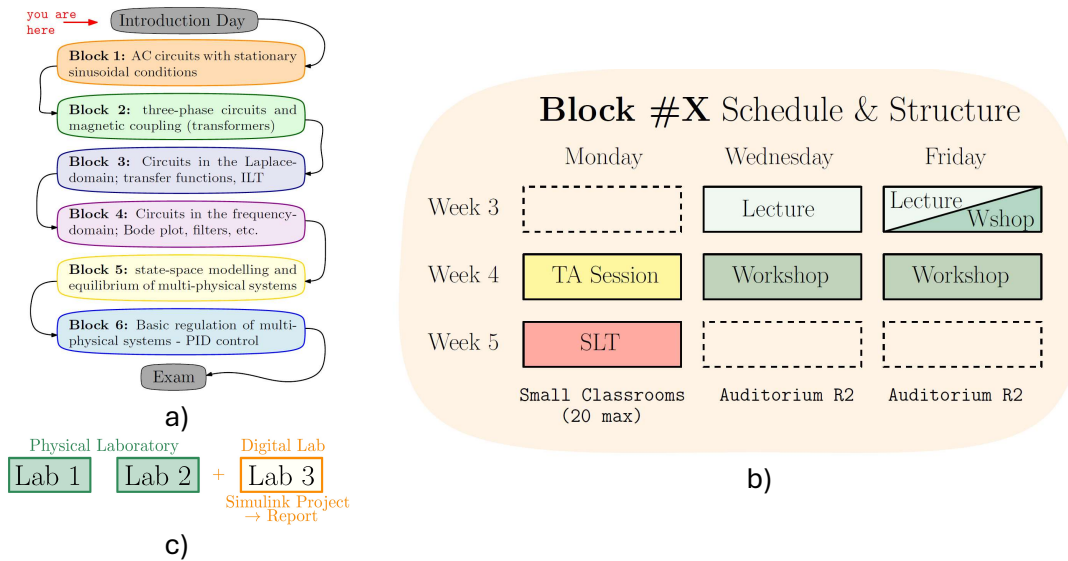 you are
here
Introduction Day
Block 1: AC circuits with stationary
sinusoidal conditions
Block 2: three-phase circuits and
magnetic coupling (transformers)
Block 3: Circuits in the Laplace-
domain; transfer functions, ILT
Block 4: Circuits in the frequency-
domain; Bode plot, filters, etc.
Block 5: state-space modelling and
equilibrium of multi-physical systems
Block 6: Basic regulation of multi-
physical systems - PID control
Exam
a)
Block #X Schedule & Structure
Monday Wednesday Friday
Week 3 Lecture Lecture Wshop
Week 4 TA Session Workshop Workshop
Week 5 SLT
Small Classrooms Auditorium R2 Auditorium R2
(20 max)
b)
Physical Laboratory Digital Lab
Lab 1 Lab 2 + Lab 3
Simulink Project
→ Report
c)